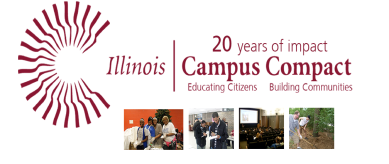 20 years of impact
Illinois Campus Compact
Educating Citizens Building Communities